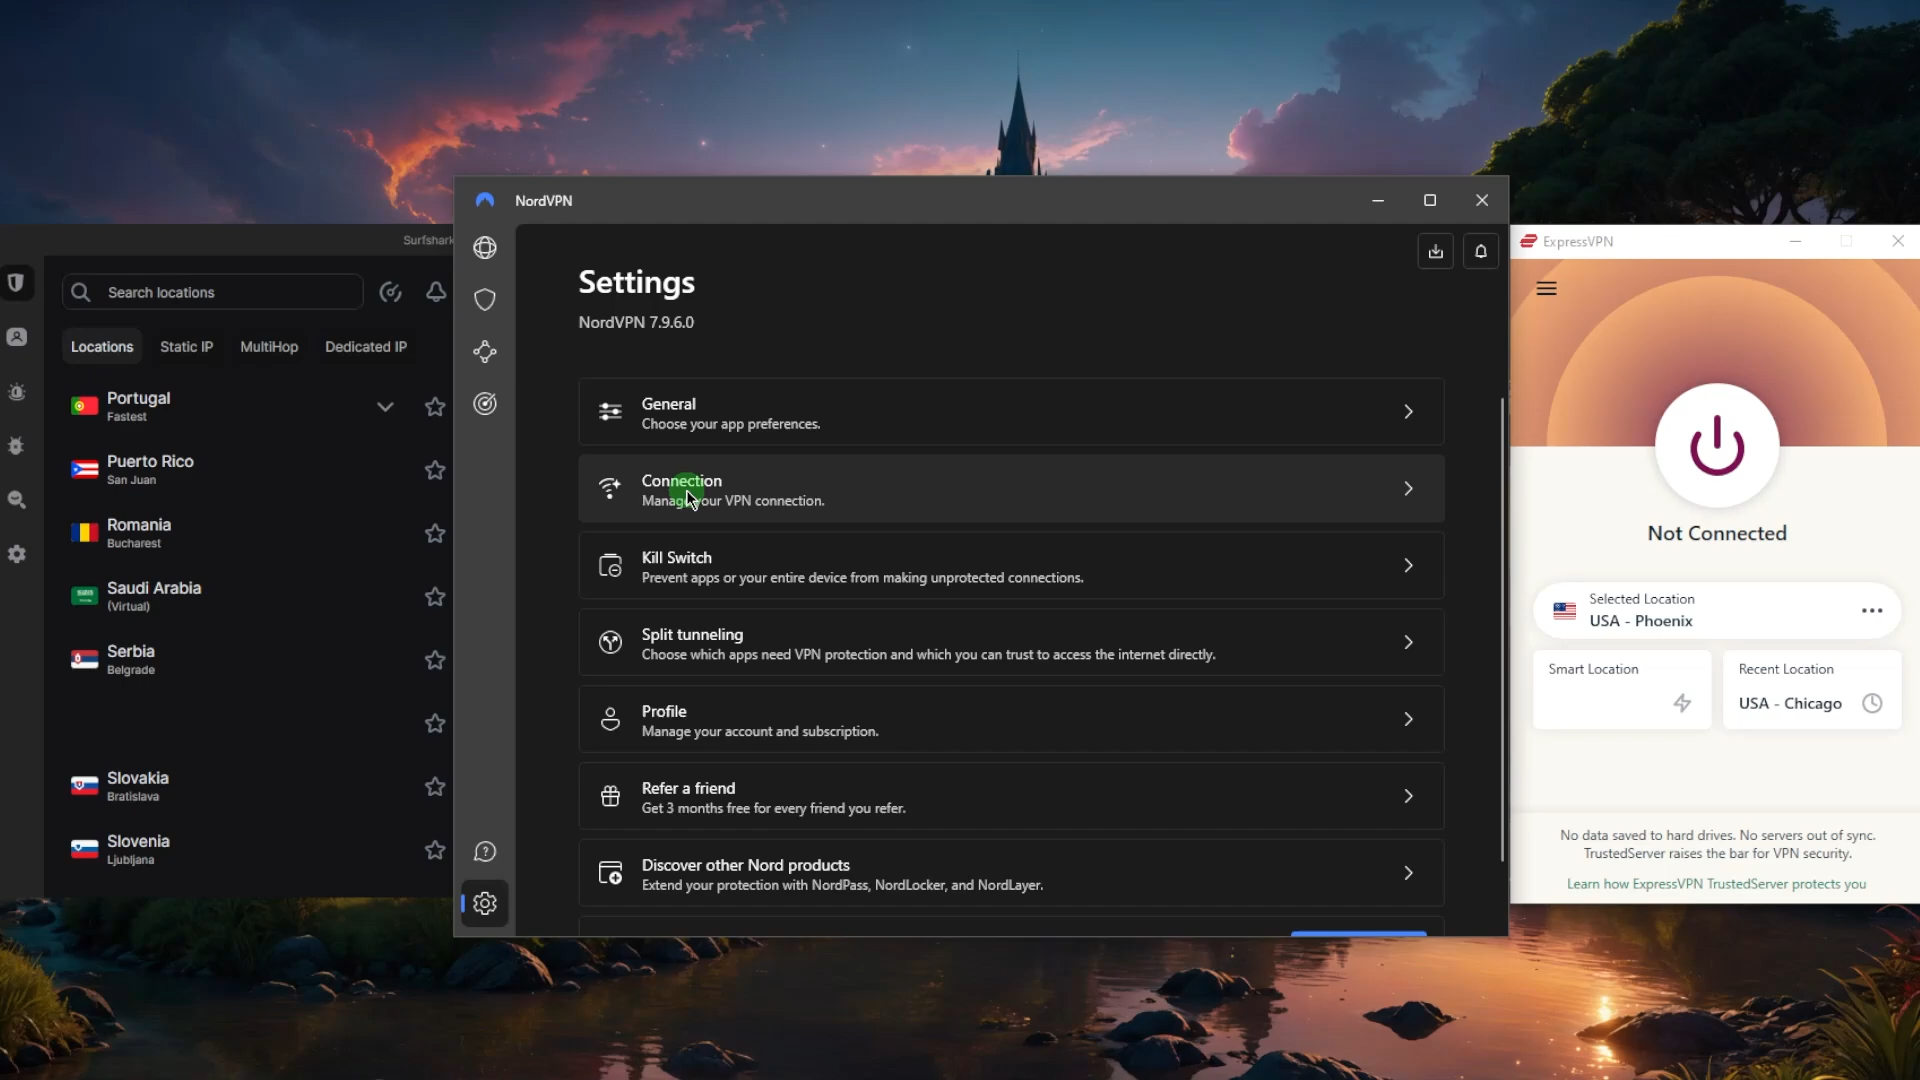 Surfshark
Search locations
Locations
Static IP
MultiHop
Dedicated IP
Portugal
Fastest
Puerto Rico
San Juan
Romania
Bucharest
Saudi Arabia
(Virtual)
Serbia
Belgrade
Slovakia
Bratislava
Slovenia
Ljubljana
NordVPN
Settings
NordVPN 7.9.6.0
General
Choose your app preferences.
Connection
Manage your VPN connection.
Kill Switch
Prevent apps or your entire device from making unprotected connections.
Split tunneling
Choose which apps need VPN protection and which you can trust to access the internet directly.
Profile
Manage your account and subscription.
Refer a friend
Get 3 months free for every friend you refer.
Discover other Nord products
Extend your protection with NordPass, NordLocker, and NordLayer.
ExpressVPN
Not Connected
Selected Location
USA - Phoenix
Smart Location
Recent Location
USA - Chicago
No data saved to hard drives. No servers out of sync.
TrustedServer raises the bar for VPN security.
Learn how ExpressVPN TrustedServer protects you